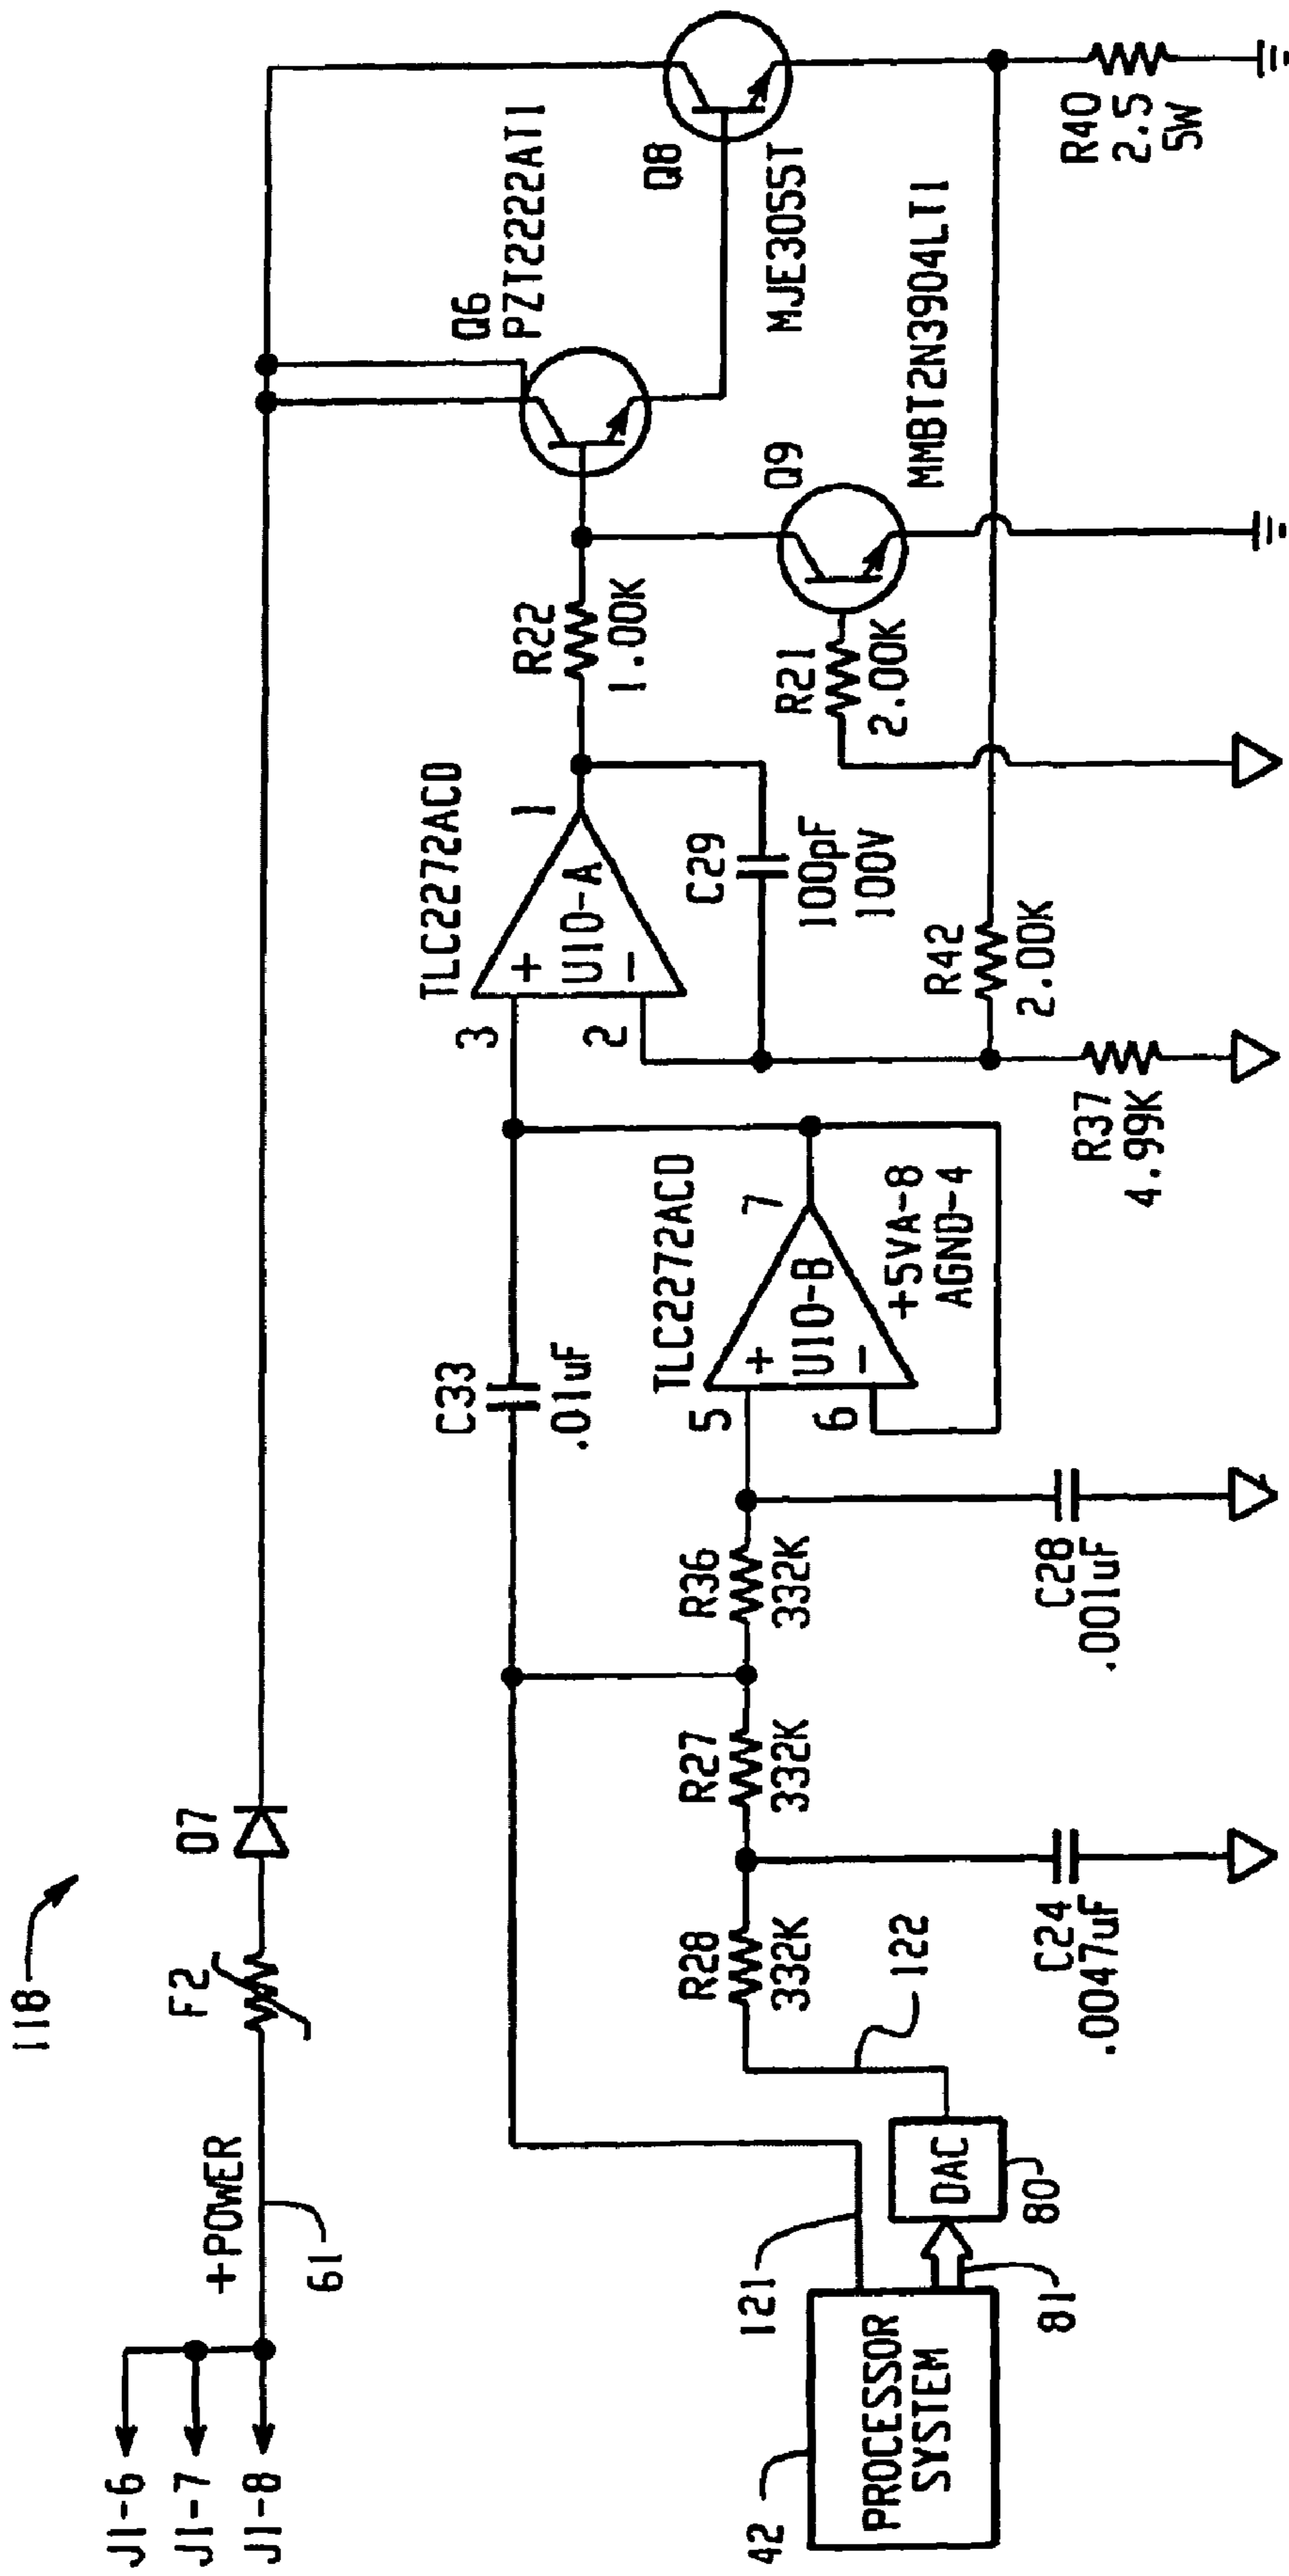 118
J1-6
J1-7
J1-8
+POWER
61
F2
D7
Q6
PZT2222AT1
Q8
MJE3055T
R40
2.5
5W
TLC2272ACD
3
2
1
+
U10-A
-
R22
1.00K
Q9
MMBT2N3904LT1
R21
2.00K
C29
100pF
100V
R42
2.00K
R37
4.99K
C33
.01uF
TLC2272ACD
5
6
7
+
U10-B
-
+5VA-8
AGND-4
R36
332K
C28
.001uF
R27
332K
R28
332K
C24
.0047uF
122
121
42
PROCESSOR
SYSTEM
81
DAC
80